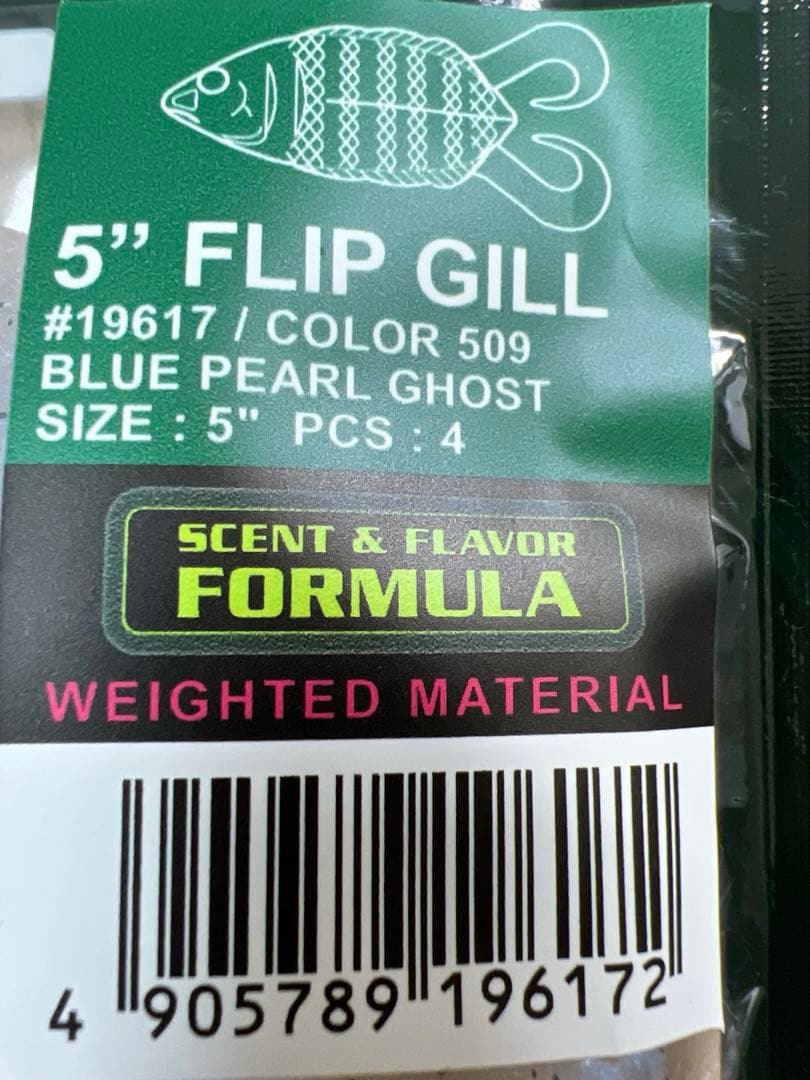 5” FLIP GILL
#19617 / COLOR 509
BLUE PEARL GHOST
SIZE : 5" PCS : 4
SCENT & FLAVOR
FORMULA
WEIGHTED MATERIAL
4 905789 196172